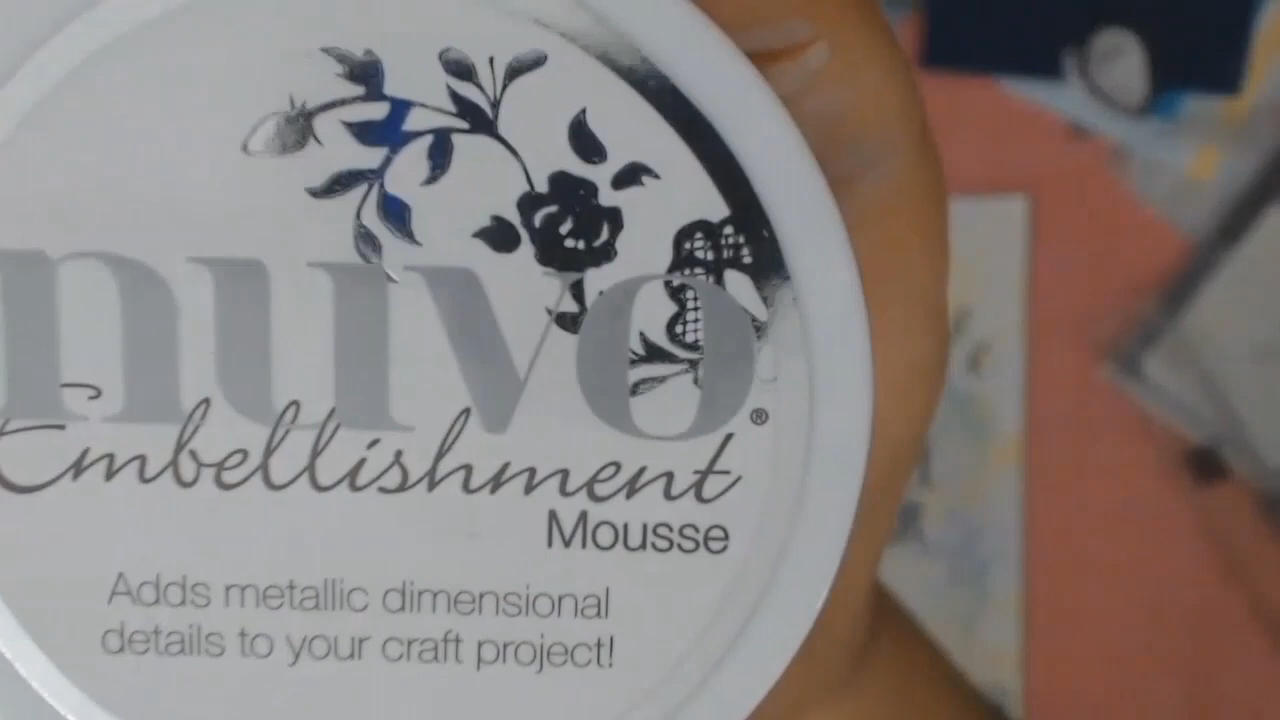 nuvo®
Embellishment
Mousse
Adds metallic dimensional
details to your craft project!